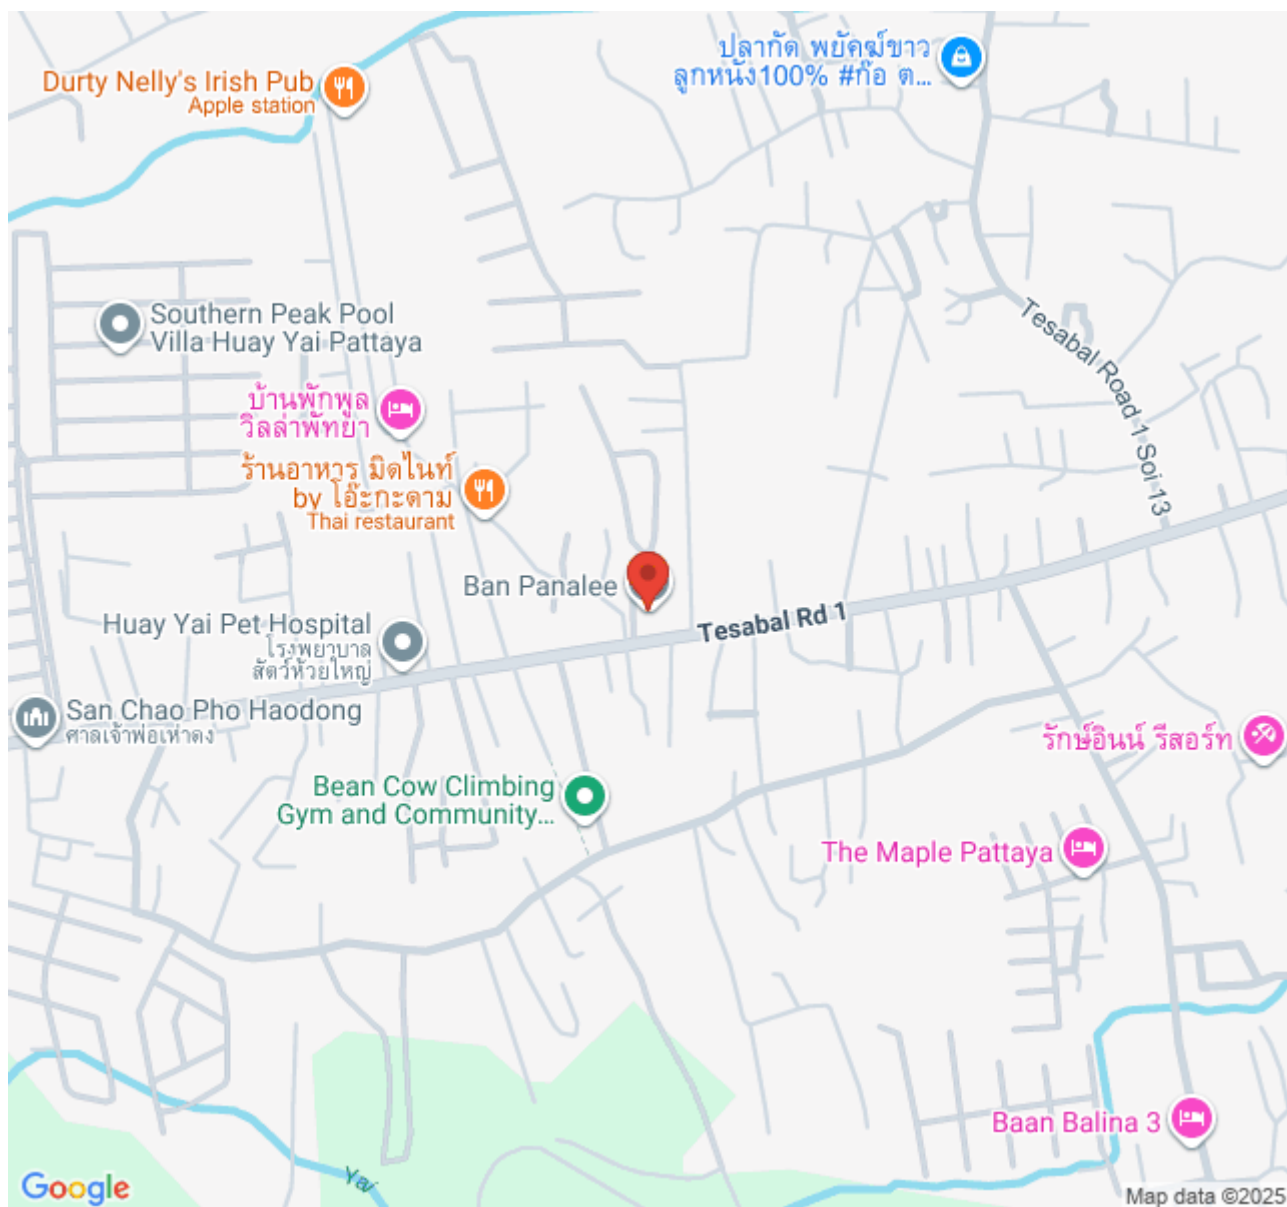 ปลากัด พยัคฆ์ขาว
ลูกหนัง100% #ก๊อ ต...
Durty Nelly's Irish Pub
Apple station
Southern Peak Pool
Villa Huay Yai Pattaya
Tesabal Road 1 Soi 13
บ้านพักพูล
วิลล่าพัทยา
ร้านอาหาร มิดไนท์
by โอ๊ะกะดาม
Thai restaurant
Ban Panalee
Tesabal Rd 1
Huay Yai Pet Hospital
โรงพยาบาล
สัตว์ห้วยใหญ่
San Chao Pho Haodong
ศาลเจ้าพ่อเห่าดง
รักษ์อินน์ รีสอร์ท
Bean Cow Climbing
Gym and Community...
The Maple Pattaya
Baan Balina 3
Yai
Google
Map data ©2025